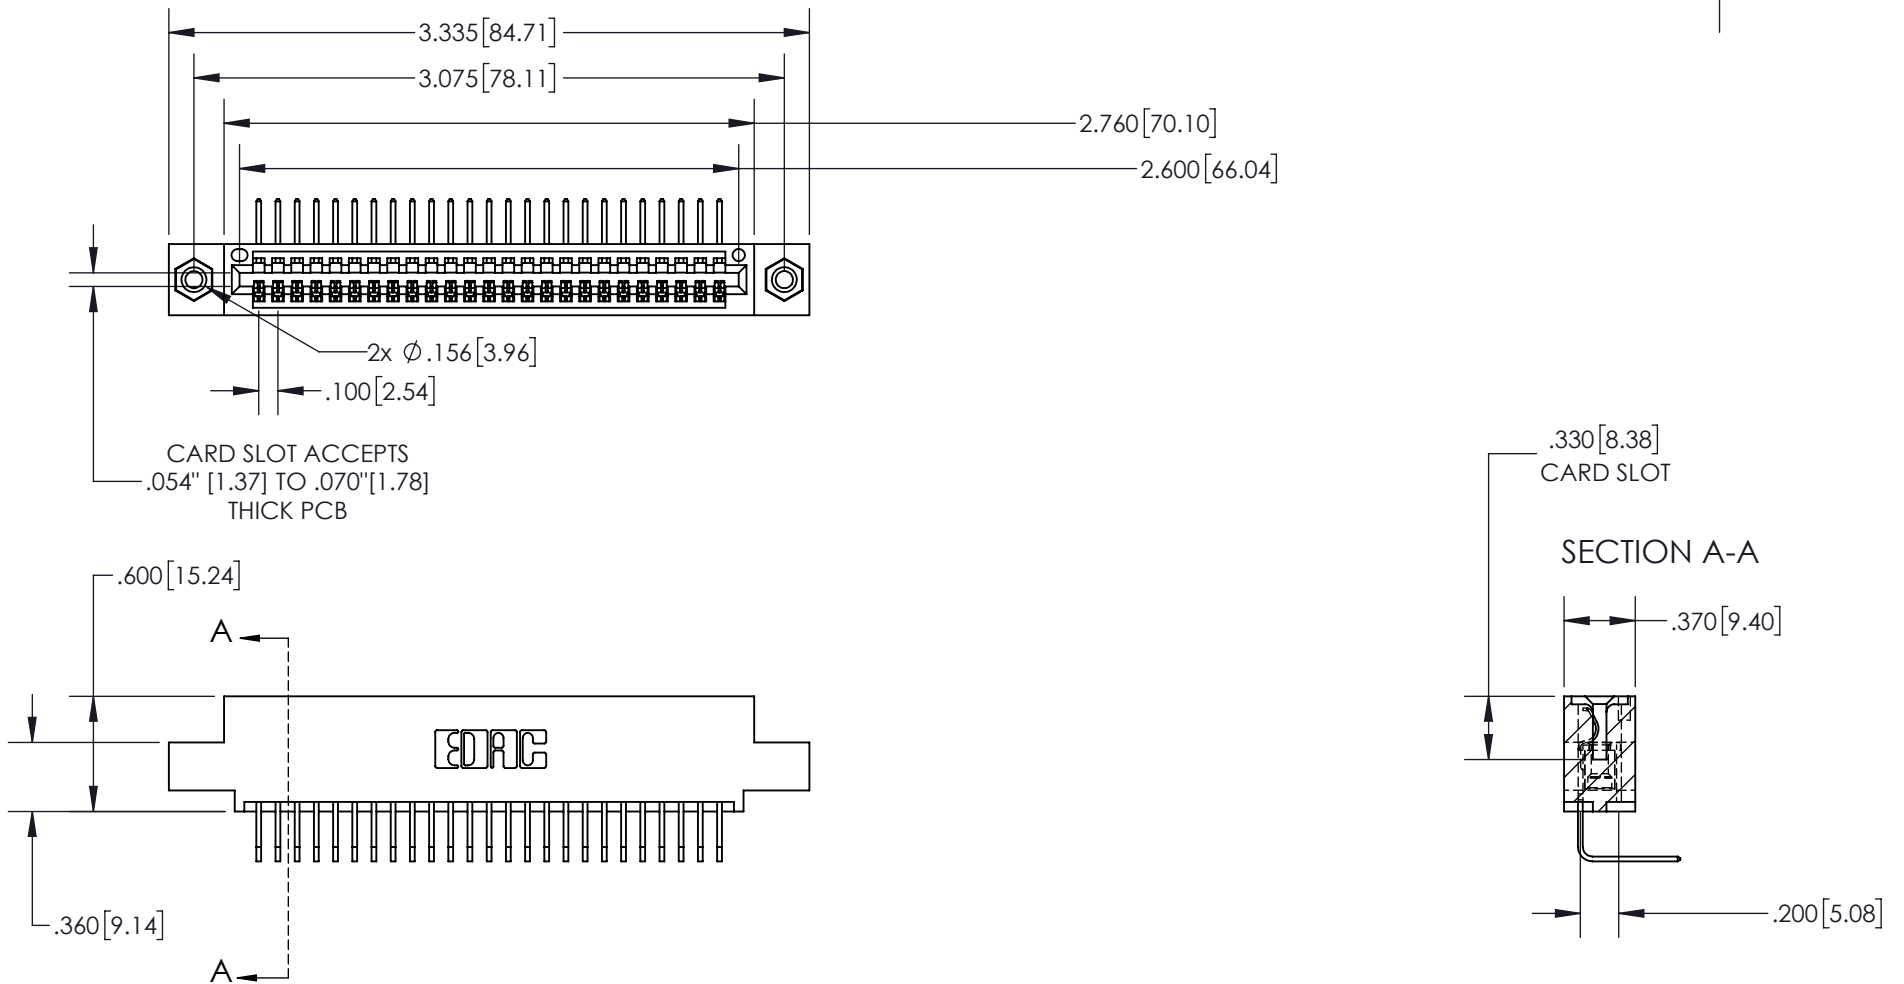 3.335[84.71]
3.075[78.11]
2.760[70.10]
2.600[66.04]
2x Ø.156[3.96]
.100[2.54]
CARD SLOT ACCEPTS
.054" [1.37] TO .070"[1.78]
THICK PCB
.330[8.38]
CARD SLOT
SECTION A-A
.600[15.24]
.370[9.40]
A
EDAC
.360[9.14]
.200[5.08]
A